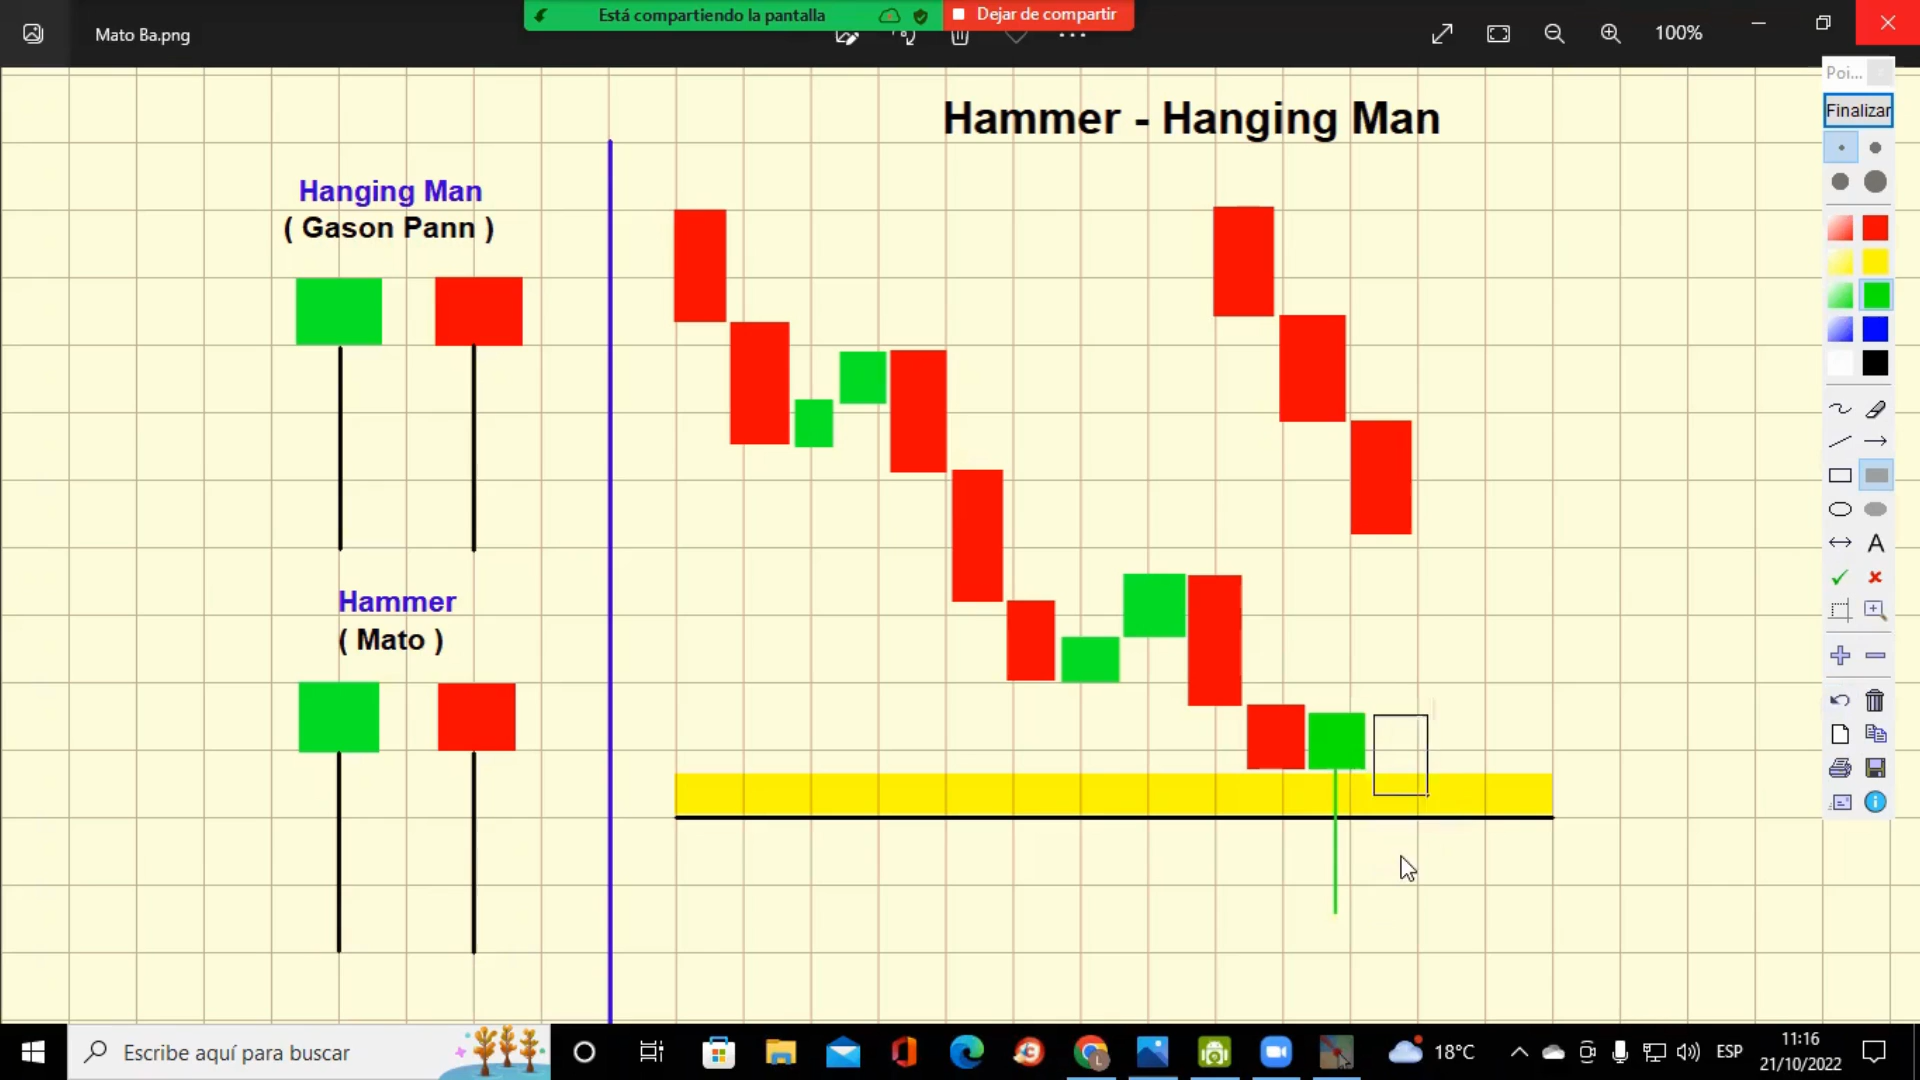 Está compartiendo la pantalla
Dejar de compartir
Mato Ba.png
100%
Poi...
Finalizar
Hammer - Hanging Man
Hanging Man
( Gason Pann )
Hammer
( Mato )
A
Escribe aquí para buscar
L
18°C
ESP
11:16
21/10/2022